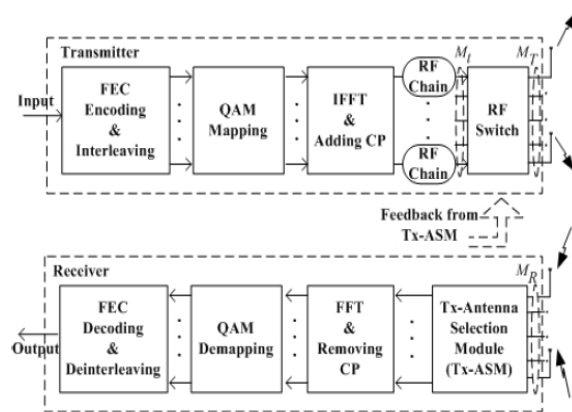 Transmitter
Input
FEC
Encoding
&
Interleaving
QAM
Mapping
IFFT
&
Adding CP
RF
Chain
RF
Chain
M_t
RF
Switch
M_T
Feedback from
Tx-ASM
Receiver
Output
FEC
Decoding
&
Deinterleaving
QAM
Demapping
FFT
&
Removing
CP
Tx-Antenna
Selection
Module
(Tx-ASM)
M_R